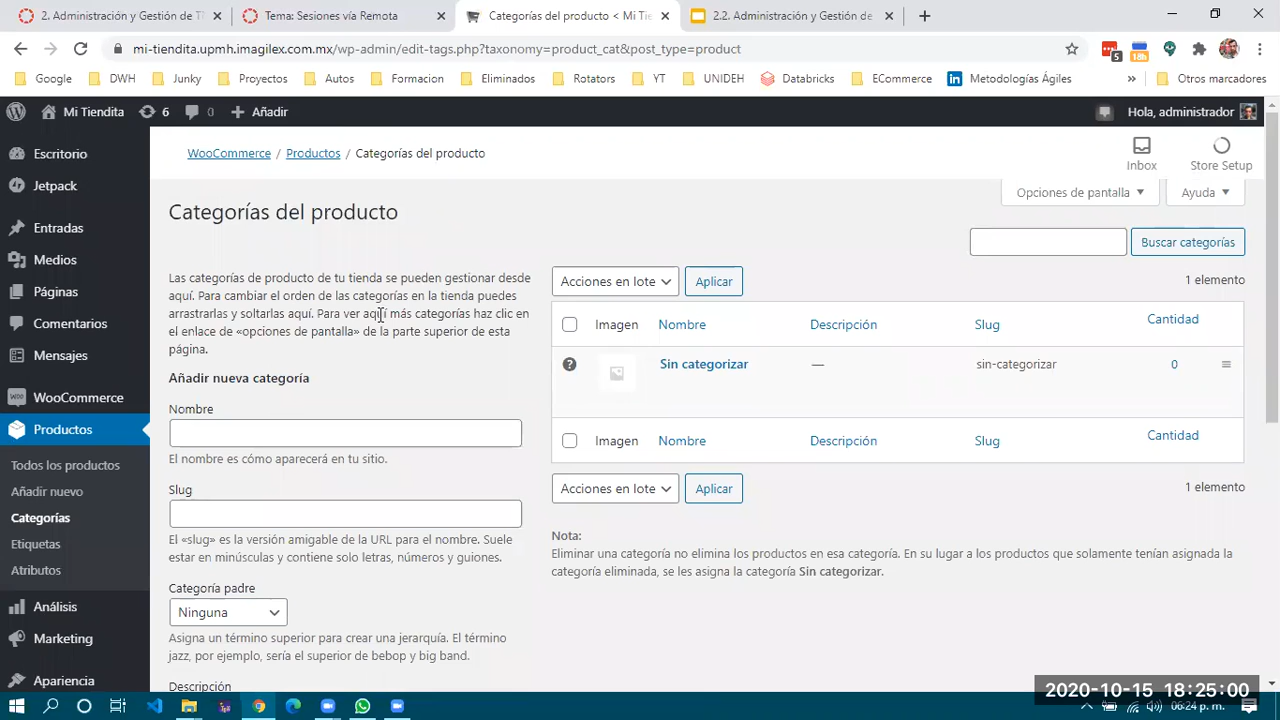 2. Administración y Gestión de Ti
Tema: Sesiones vía Remota
Categorías del producto < Mi Tie
2.2. Administración y Gestión de
mi-tiendita.upmh.imagilex.com.mx/wp-admin/edit-tags.php?taxonomy=product_cat&post_type=product
5
18h
Google
DWH
Junky
Proyectos
Autos
Formacion
Eliminados
Rotators
YT
UNIDEH
Databricks
ECommerce
Metodologías Ágiles
»
Otros marcadores
Mi Tiendita
6
0
Añadir
Hola, administrador
Escritorio
Jetpack
Entradas
Medios
Páginas
Comentarios
Mensajes
WooCommerce
Productos
Todos los productos
Añadir nuevo
Categorías
Etiquetas
Atributos
Análisis
Marketing
Apariencia
WooCommerce / Productos / Categorías del producto
Inbox
Store Setup
Opciones de pantalla
Ayuda
Categorías del producto
Buscar categorías
Las categorías de producto de tu tienda se pueden gestionar desde
aquí. Para cambiar el orden de las categorías en la tienda puedes
arrastrarlas y soltarlas aquí. Para ver aquí más categorías haz clic en
el enlace de «opciones de pantalla» de la parte superior de esta
página.
Añadir nueva categoría
Nombre
El nombre es cómo aparecerá en tu sitio.
Slug
El «slug» es la versión amigable de la URL para el nombre. Suele
estar en minúsculas y contiene solo letras, números y guiones.
Categoría padre
Ninguna
Asigna un término superior para crear una jerarquía. El término
jazz, por ejemplo, sería el superior de bebop y big band.
Descripción
Acciones en lote
Aplicar
1 elemento
Imagen
Nombre
Descripción
Slug
Cantidad
Sin categorizar
—
sin-categorizar
0
Imagen
Nombre
Descripción
Slug
Cantidad
Acciones en lote
Aplicar
1 elemento
Nota:
Eliminar una categoría no elimina los productos en esa categoría. En su lugar a los productos que solamente tenían asignada la
categoría eliminada, se les asigna la categoría Sin categorizar.
2020-10-15 18:25:00
06:24 p. m.